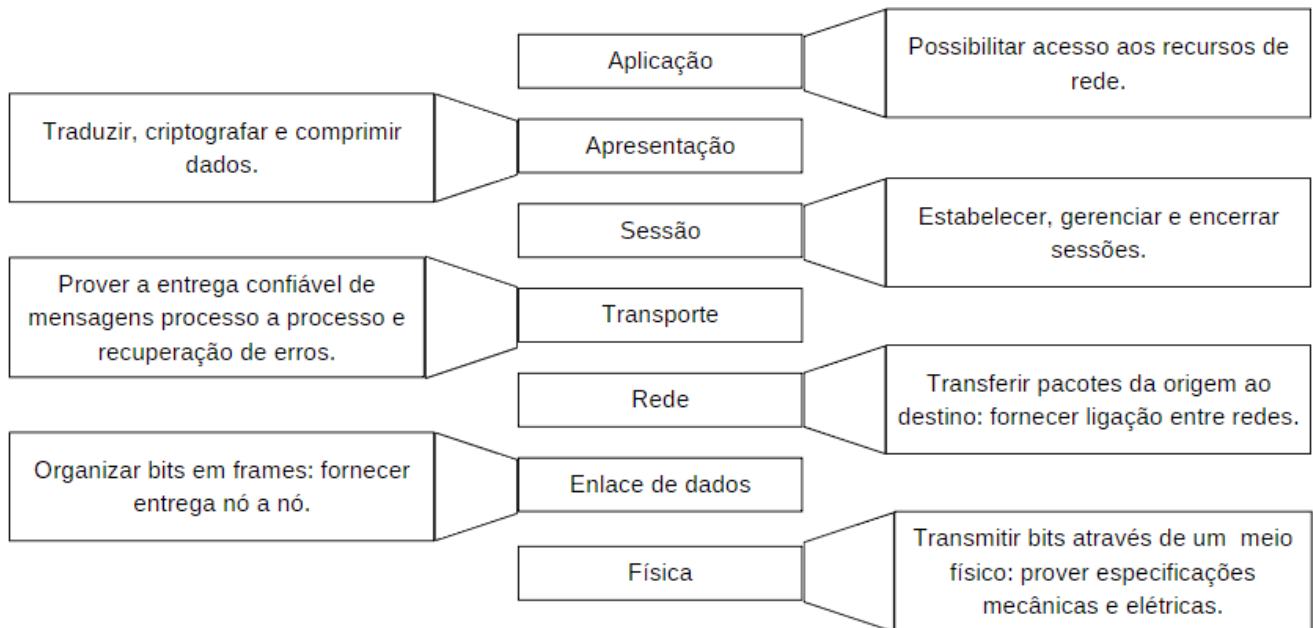 Aplicação
Possibilitar acesso aos recursos de
rede.
Traduzir, criptografar e comprimir
dados.
Apresentação
Sessão
Estabelecer, gerenciar e encerrar
sessões.
Prover a entrega confiável de
mensagens processo a processo e
recuperação de erros.
Transporte
Rede
Transferir pacotes da origem ao
destino: fornecer ligação entre redes.
Organizar bits em frames: fornecer
entrega nó a nó.
Enlace de dados
Física
Transmitir bits através de um meio
físico: prover especificações
mecânicas e elétricas.